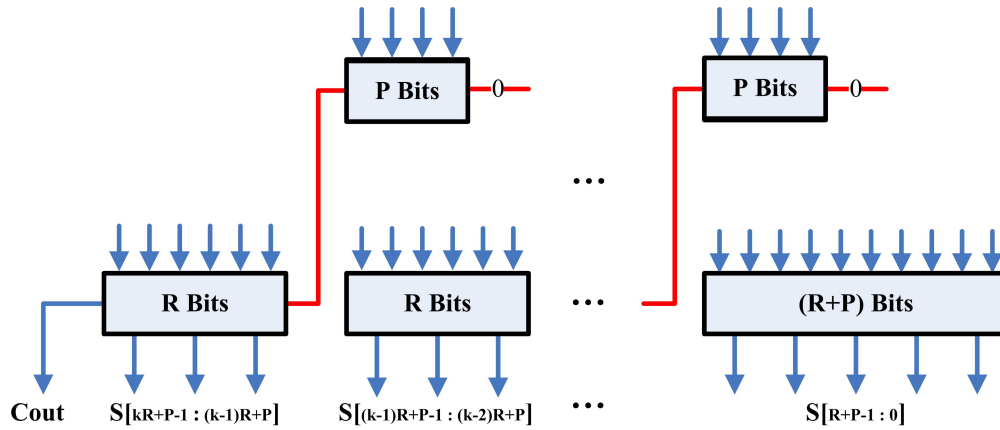 P Bits
0
P Bits
0
...
R Bits
R Bits
...
(R+P) Bits
Cout
S[kR+P-1 : (k-1)R+P]
S[(k-1)R+P-1 : (k-2)R+P]
...
S[R+P-1 : 0]